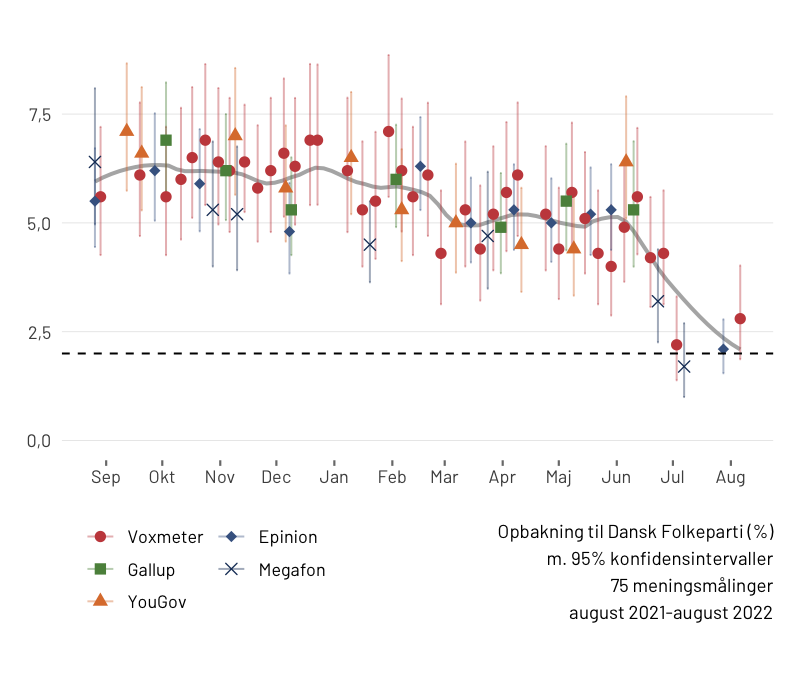 7,5
5,0
2,5
0,0
Sep Okt Nov Dec Jan Feb Mar Apr Maj Jun Jul Aug
Voxmeter Epinion
Gallup Megafon
YouGov
Opbakning til Dansk Folkeparti (%)
m. 95% konfidensintervaller
75 meningsmålinger
august 2021-august 2022